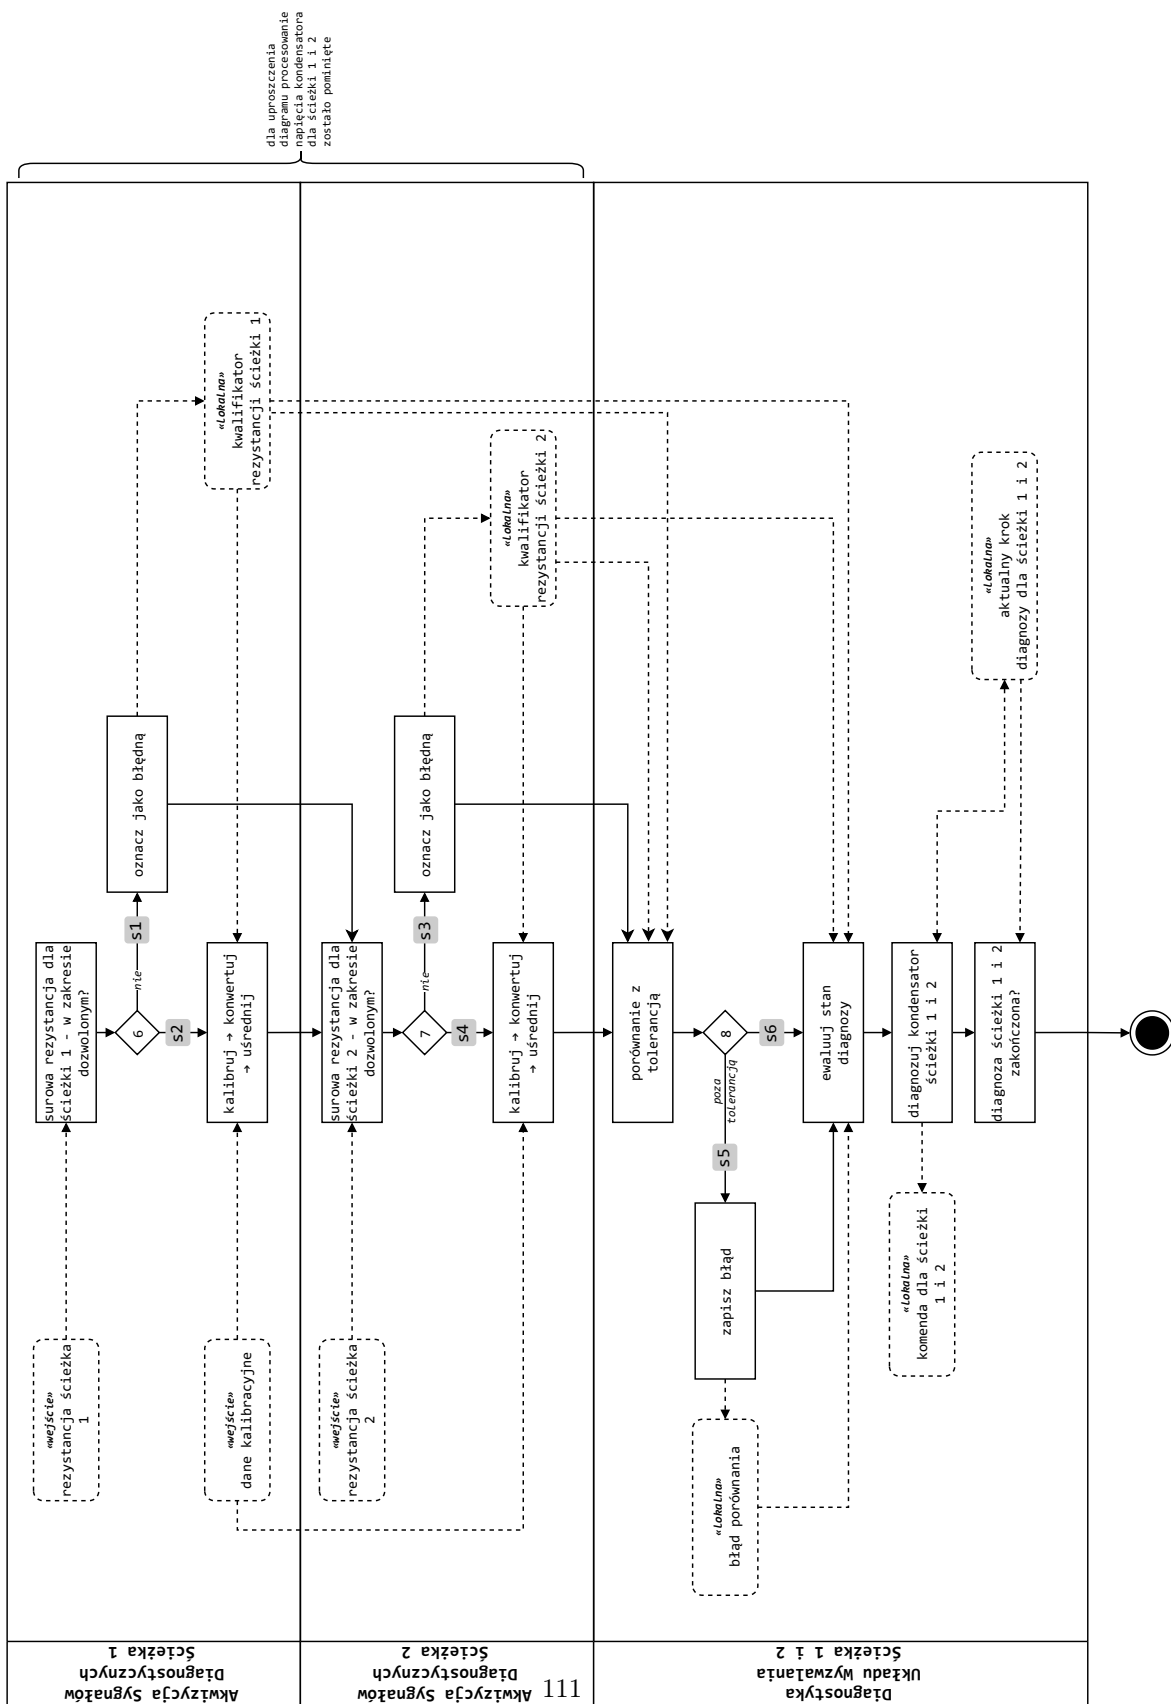 dla uproszczenia
diagramu procesowanie
napięcia kondensatora
dla ścieżki 1 i 2
zostało pominięte
Akwizycja Sygnałów
Diagnostycznych
Ścieżka 1
«wejście»
rezystancja ścieżka
1
surowa rezystancja dla
ścieżki 1 - w zakresie
dozwolonym?
6
nie
s1
oznacz jako błędną
s2
«wejście»
dane kalibracyjne
kalibruj → konwertuj
→ uśrednij
«Lokalna»
kwalifikator
rezystancji ścieżki 1
Akwizycja Sygnałów
Diagnostycznych
Ścieżka 2
«wejście»
rezystancja ścieżka
2
surowa rezystancja dla
ścieżki 2 - w zakresie
dozwolonym?
7
nie
s3
oznacz jako błędną
s4
kalibruj → konwertuj
→ uśrednij
«Lokalna»
kwalifikator
rezystancji ścieżki 2
Diagnostyka
Układu Wyzwalania
Ścieżka 1 i 2
porównanie z
tolerancją
8
poza
tolerancją
s5
zapisz błąd
«Lokalna»
błąd porównania
s6
ewaluuj stan
diagnozy
diagnozuj kondensator
ścieżki 1 i 2
«Lokalna»
komenda dla ścieżki
1 i 2
«Lokalna»
aktualny krok
diagnozy dla ścieżki 1 i 2
diagnoza ścieżki 1 i 2
zakończona?
111